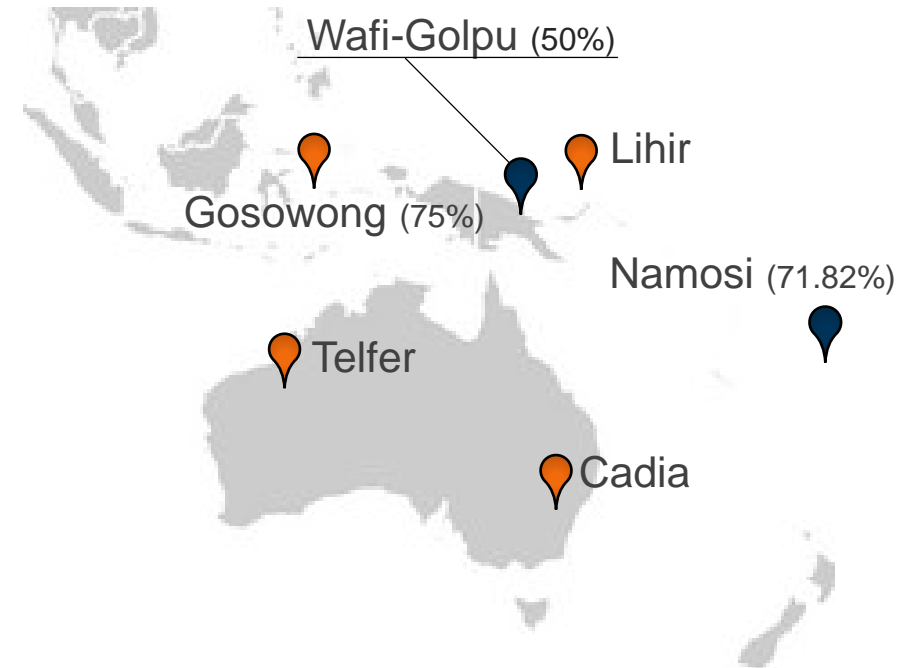 Wafi-Golpu (50%)
Lihir
Gosowong (75%)
Namosi (71.82%)
Telfer
Cadia